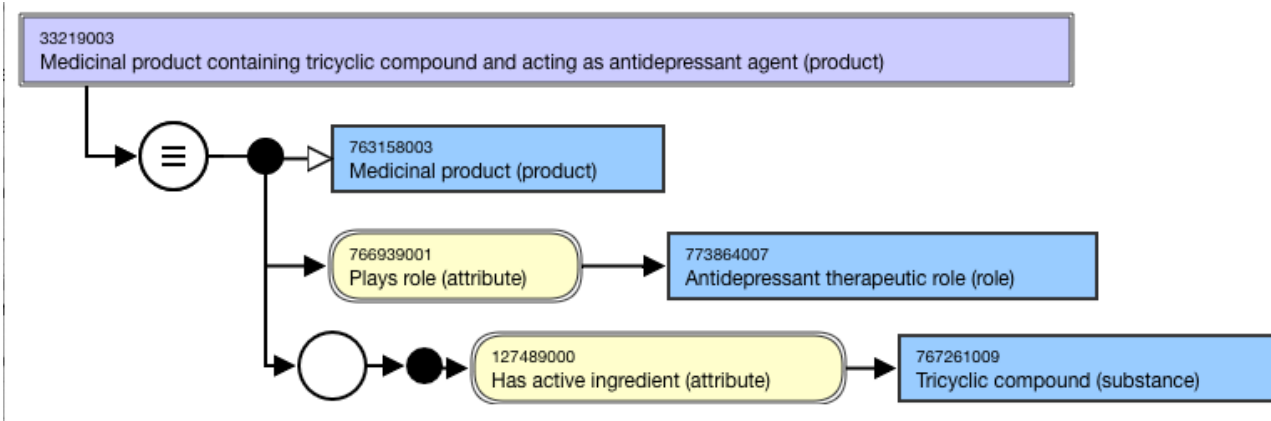 33219003
Medicinal product containing tricyclic compound and acting as antidepressant agent (product)
763158003
Medicinal product (product)
766939001
Plays role (attribute)
773864007
Antidepressant therapeutic role (role)
127489000
Has active ingredient (attribute)
767261009
Tricyclic compound (substance)